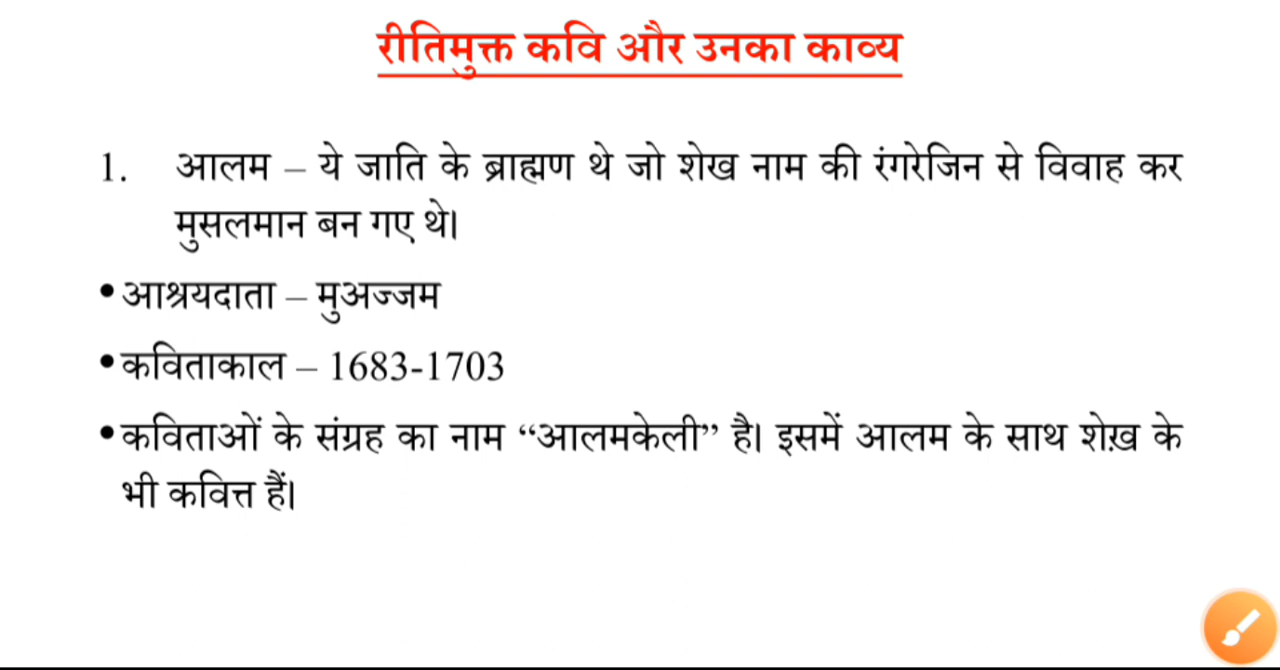 रीतिमुक्त कवि और उनका काव्य
1. आलम – ये जाति के ब्राह्मण थे जो शेख नाम की रंगरेजिन से विवाह कर
मुसलमान बन गए थे।
•आश्रयदाता – मुअज्जम
•कविताकाल – 1683-1703
•कविताओं के संग्रह का नाम “आलमकेली” है। इसमें आलम के साथ शेख़ के
भी कवित्त हैं।